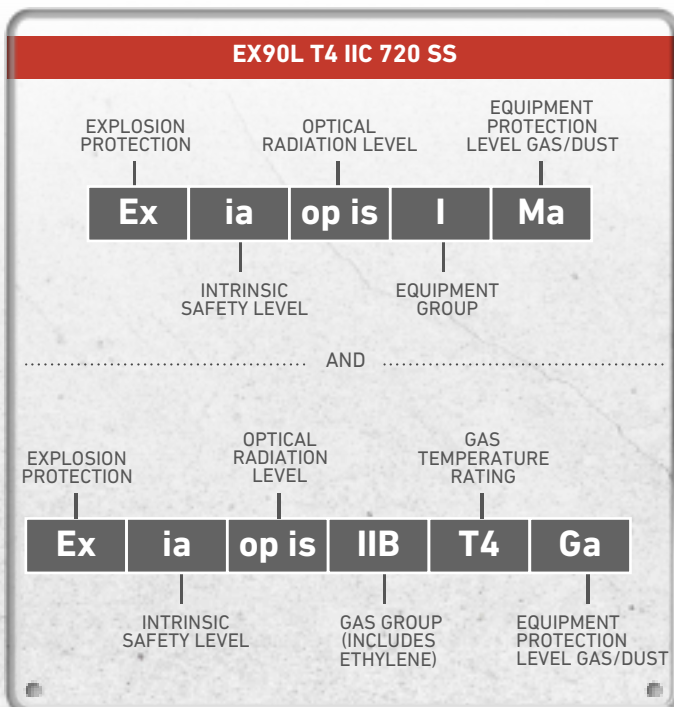 EX90L T4 IIC 720 SS
EXPLOSION
PROTECTION
OPTICAL
RADIATION LEVEL
EQUIPMENT
PROTECTION
LEVEL GAS/DUST
Ex ia op is I Ma
INTRINSIC
SAFETY LEVEL
EQUIPMENT
GROUP
AND
EXPLOSION
PROTECTION
OPTICAL
RADIATION
LEVEL
GAS
TEMPERATURE
RATING
Ex ia op is IIB T4 Ga
INTRINSIC
SAFETY LEVEL
GAS GROUP
(INCLUDES
ETHYLENE)
EQUIPMENT
PROTECTION
LEVEL GAS/DUST